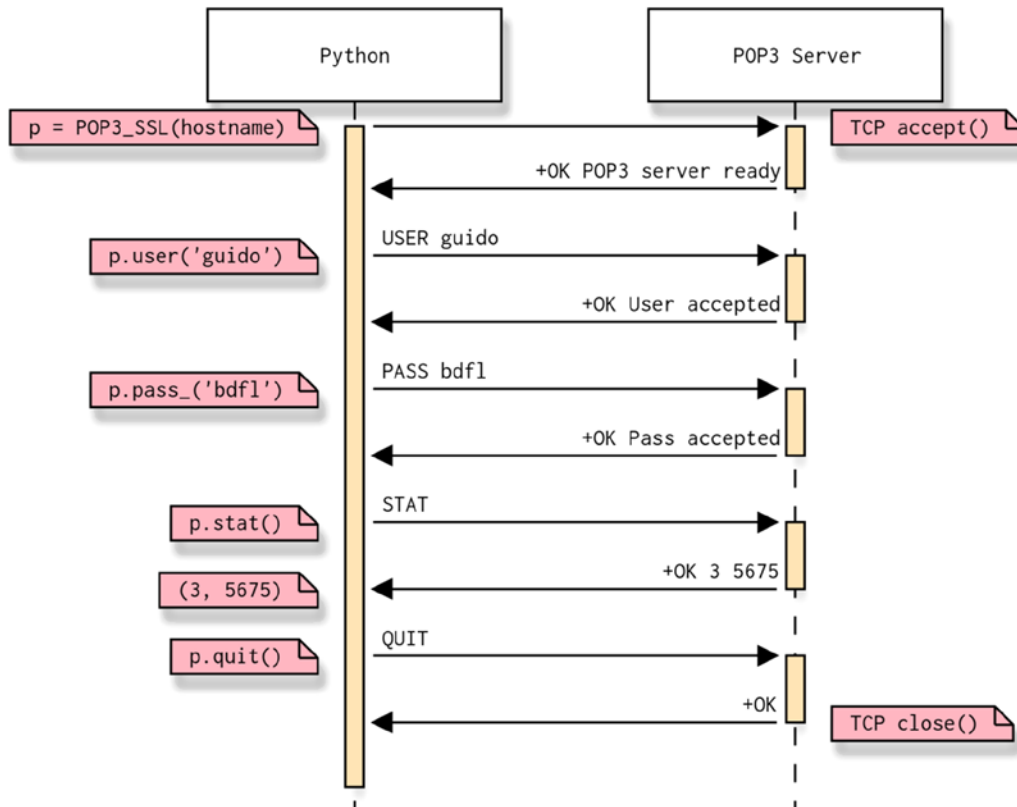 Python
POP3 Server
p = POP3_SSL(hostname)
TCP accept()
+OK POP3 server ready
USER guido
p.user('guido')
+OK User accepted
PASS bdfl
p.pass_('bdfl')
+OK Pass accepted
STAT
p.stat()
+OK 3 5675
(3, 5675)
QUIT
p.quit()
+OK
TCP close()